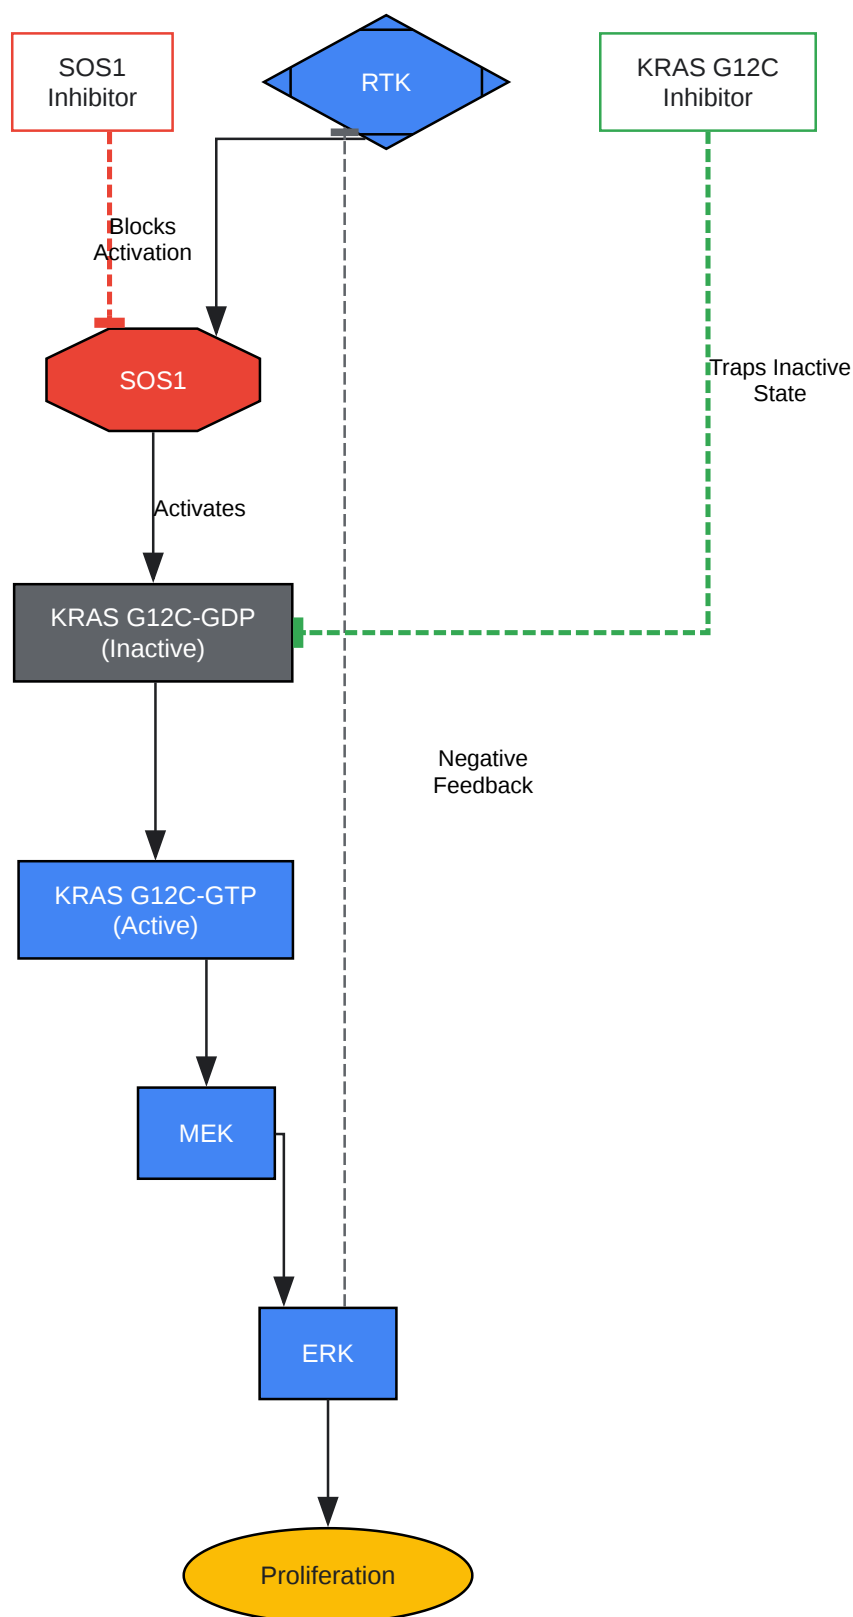 SOS1
Inhibitor
RTK
KRAS G12C
Inhibitor
Blocks
Activation
Traps Inactive
State
SOS1
Activates
KRAS G12C-GDP
(Inactive)
Negative
Feedback
KRAS G12C-GTP
(Active)
MEK
ERK
Proliferation